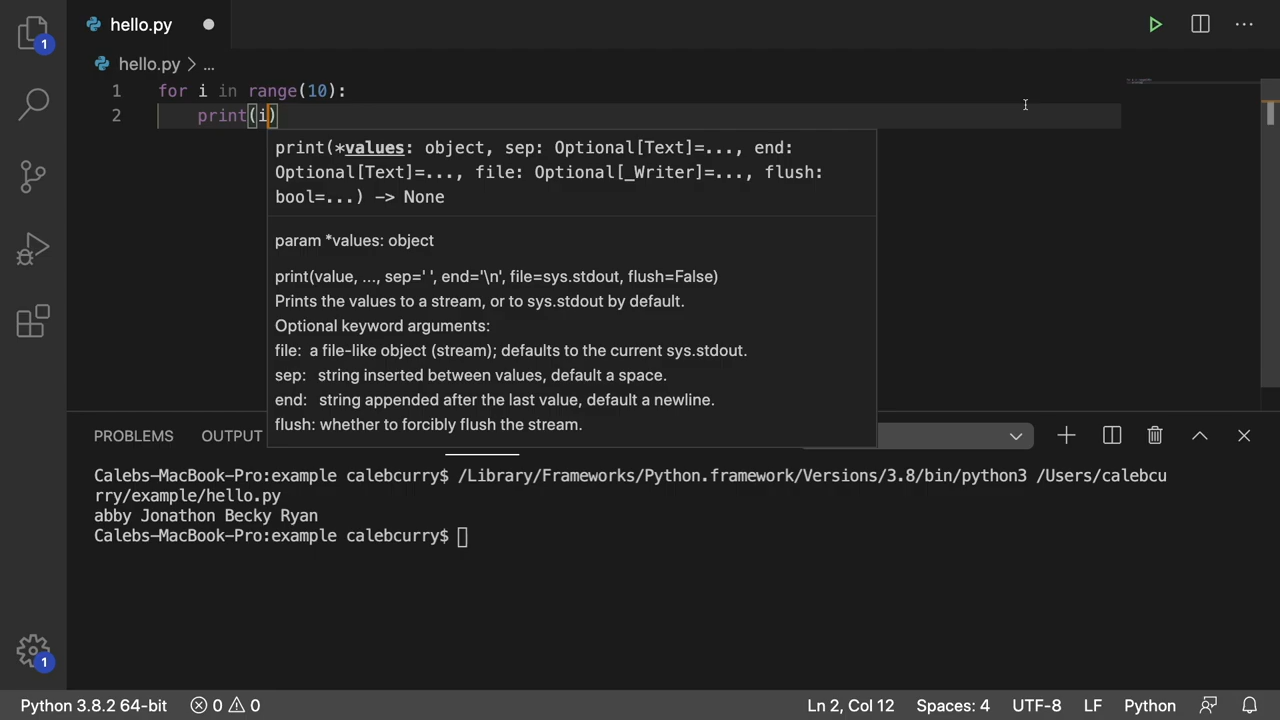 hello.py
1
hello.py > ...
1 for i in range(10):
2 print(i)
print(*values: object, sep: Optional[Text]=..., end:
Optional[Text]=..., file: Optional[_Writer]=..., flush:
bool=...) -> None
param *values: object
print(value, ..., sep=' ', end='\n', file=sys.stdout, flush=False)
Prints the values to a stream, or to sys.stdout by default.
Optional keyword arguments:
file: a file-like object (stream); defaults to the current sys.stdout.
sep: string inserted between values, default a space.
end: string appended after the last value, default a newline.
flush: whether to forcibly flush the stream.
PROBLEMS OUTPUT
Calebs-MacBook-Pro:example calebcurry$ /Library/Frameworks/Python.framework/Versions/3.8/bin/python3 /Users/calebcu
rry/example/hello.py
abby Jonathon Becky Ryan
Calebs-MacBook-Pro:example calebcurry$
1
Python 3.8.2 64-bit 0 0 Ln 2, Col 12 Spaces: 4 UTF-8 LF Python